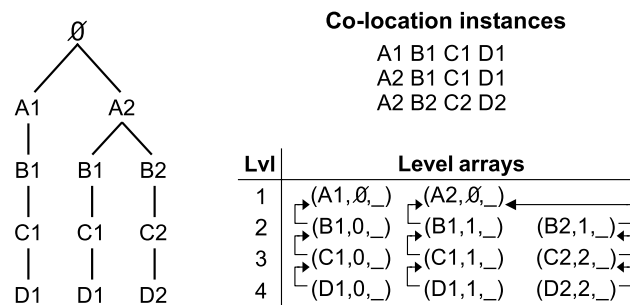 Ø
A1 A2
B1 B1 B2
C1 C1 C2
D1 D1 D2
Co-location instances
A1 B1 C1 D1
A2 B1 C1 D1
A2 B2 C2 D2
Lvl Level arrays
1 (A1,Ø,_) (A2,Ø,_)
2 (B1,0,_) (B1,1,_) (B2,1,_)
3 (C1,0,_) (C1,1,_) (C2,2,_)
4 (D1,0,_) (D1,1,_) (D2,2,_)